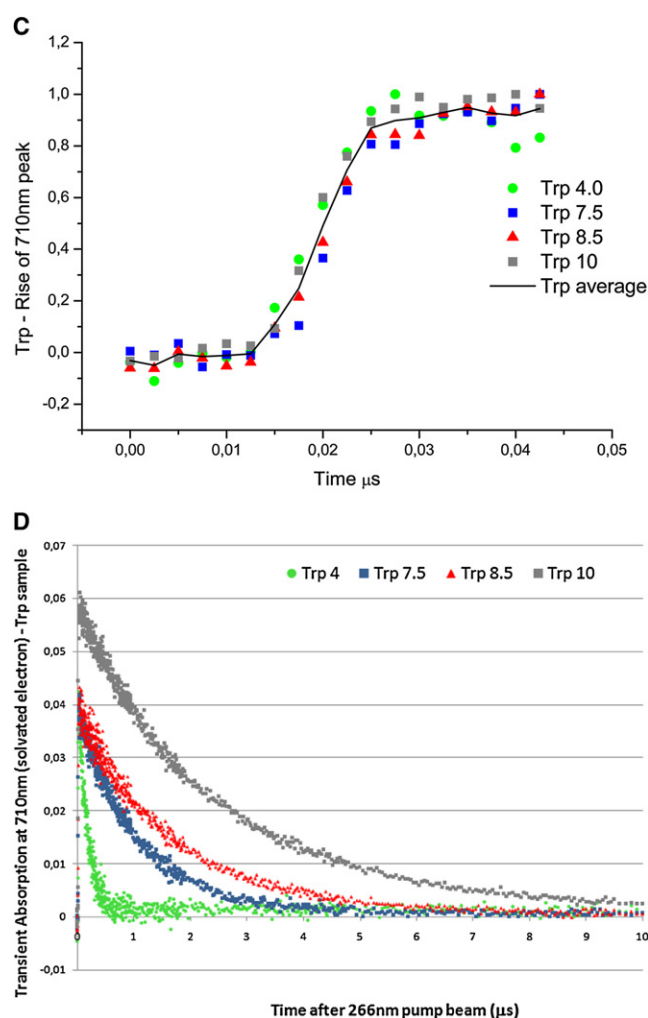 C
Trp - Rise of 710nm peak
1,2
1,0
0,8
0,6
0,4
0,2
0,0
-0,2
Trp 4.0
Trp 7.5
Trp 8.5
Trp 10
Trp average
0,00 0,01 0,02 0,03 0,04 0,05
Time μs
D
Transient Absorption at 710nm (solvated electron) - Trp sample
0,07
0,06
0,05
0,04
0,03
0,02
0,01
0
-0,01
Trp 4 Trp 7.5 Trp 8.5 Trp 10
0 1 2 3 4 5 6 7 8 9 10
Time after 266nm pump beam (μs)